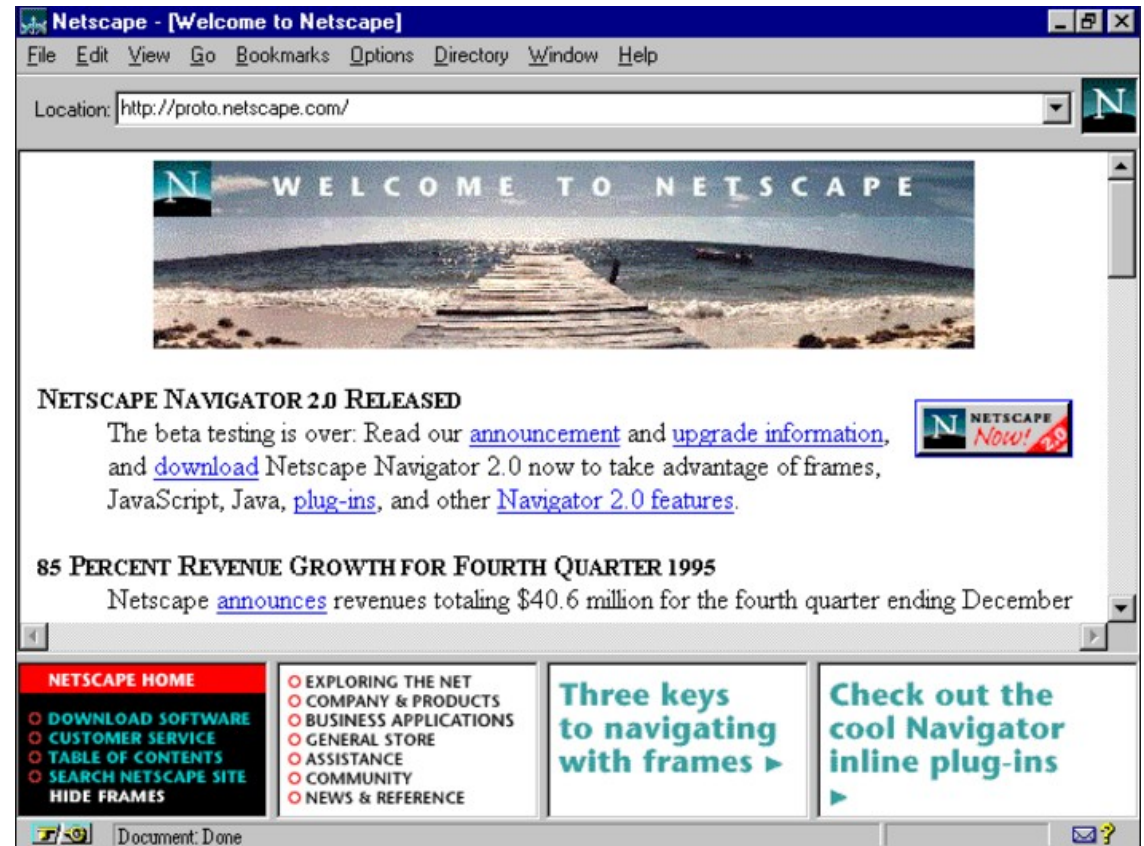 Netscape - [Welcome to Netscape]
File Edit View Go Bookmarks Options Directory Window Help
Location: http://proto.netscape.com/
N
N WELCOME TO NETSCAPE
NETSCAPE NAVIGATOR 2.0 RELEASED
The beta testing is over: Read our announcement and upgrade information,
and download Netscape Navigator 2.0 now to take advantage of frames,
JavaScript, Java, plug-ins, and other Navigator 2.0 features.
N NETSCAPE
Now! 2.0
85 PERCENT REVENUE GROWTH FOR FOURTH QUARTER 1995
Netscape announces revenues totaling $40.6 million for the fourth quarter ending December
NETSCAPE HOME
DOWNLOAD SOFTWARE
CUSTOMER SERVICE
TABLE OF CONTENTS
SEARCH NETSCAPE SITE
HIDE FRAMES
EXPLORING THE NET
COMPANY & PRODUCTS
BUSINESS APPLICATIONS
GENERAL STORE
ASSISTANCE
COMMUNITY
NEWS & REFERENCE
Three keys
to navigating
with frames
Check out the
cool Navigator
inline plug-ins
Document: Done
?